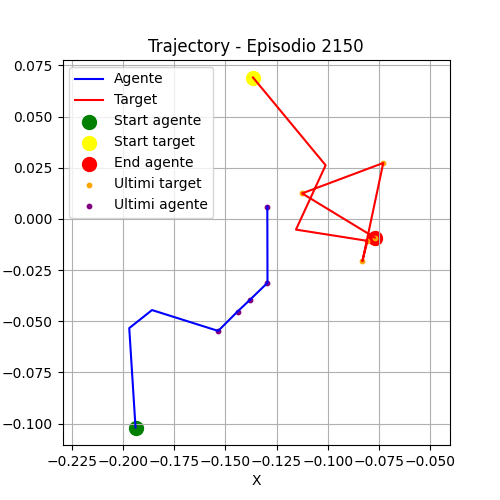 Trajectory - Episodio 2150
0.075
0.050
0.025
0.000
−0.025
−0.050
−0.075
−0.100
Agente
Target
Start agente
Start target
End agente
Ultimi target
Ultimi agente
−0.225 −0.200 −0.175 −0.150 −0.125 −0.100 −0.075 −0.050
X